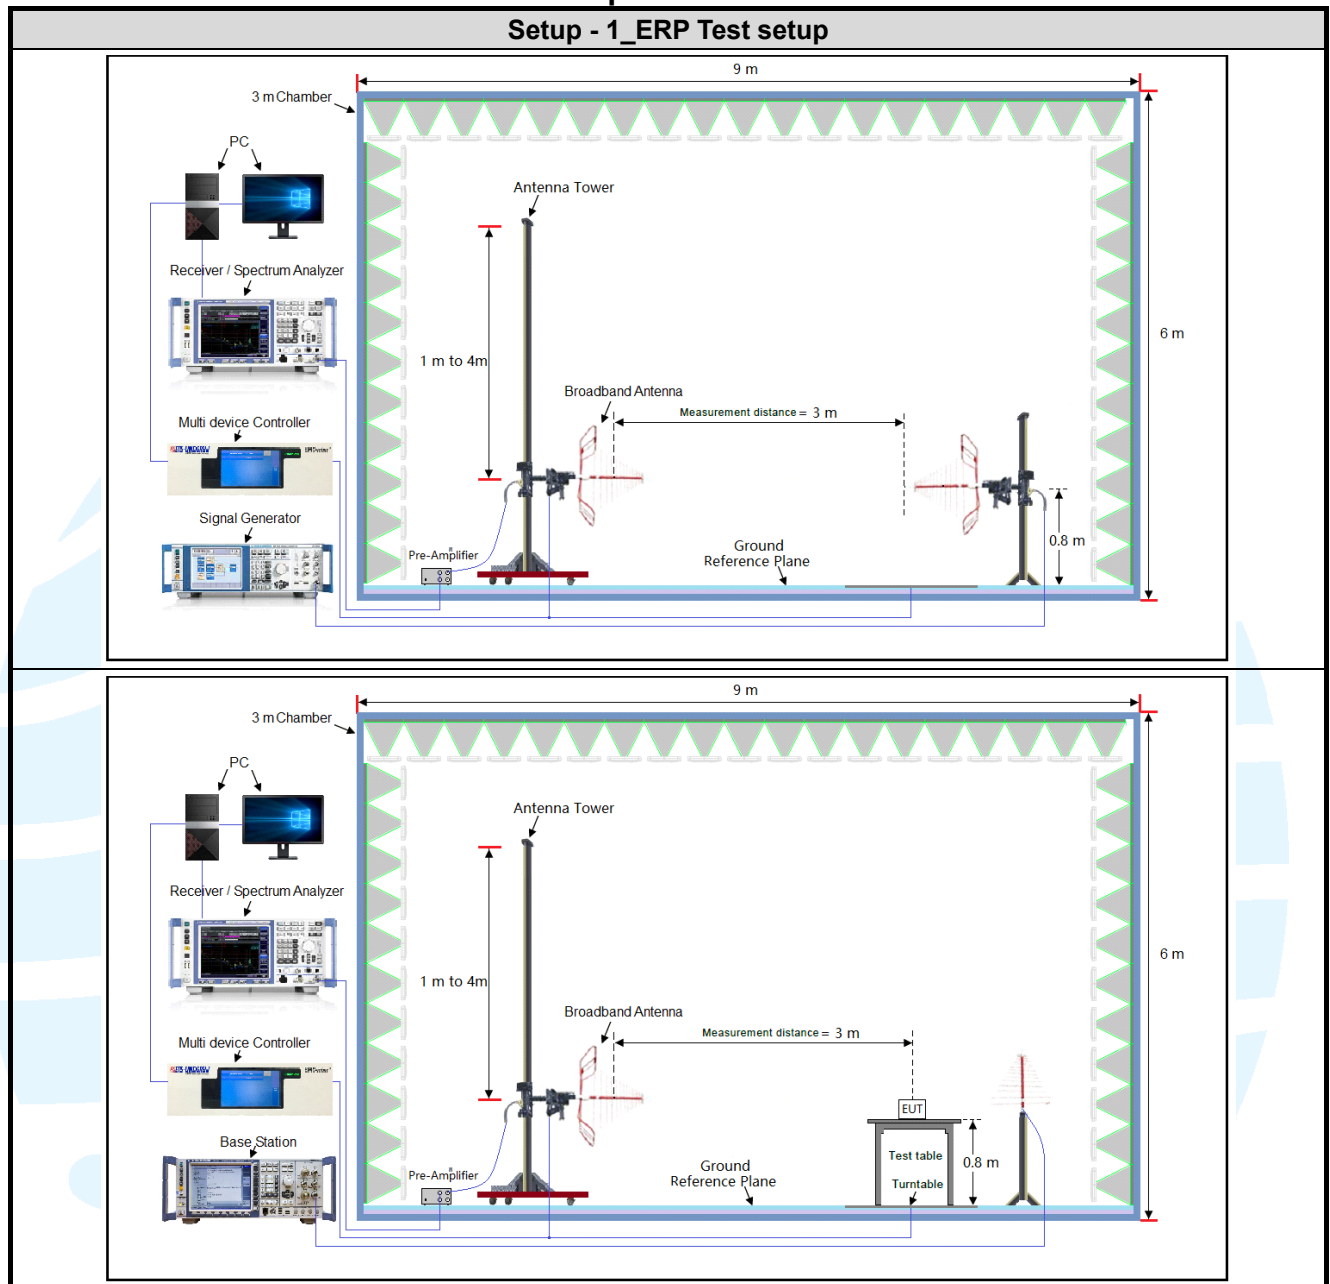 Setup - 1_ERP Test setup
9 m
3 m Chamber
PC
Antenna Tower
Receiver / Spectrum Analyzer
6 m
1 m to 4m
Broadband Antenna
Measurement distance = 3 m
Multi device Controller
Signal Generator
Pre-Amplifier
Ground
Reference Plane
0.8 m
9 m
3 m Chamber
PC
Antenna Tower
Receiver / Spectrum Analyzer
6 m
1 m to 4m
Broadband Antenna
Measurement distance = 3 m
Multi device Controller
EUT
Base Station
Test table
0.8 m
Pre-Amplifier
Ground
Reference Plane
Turntable